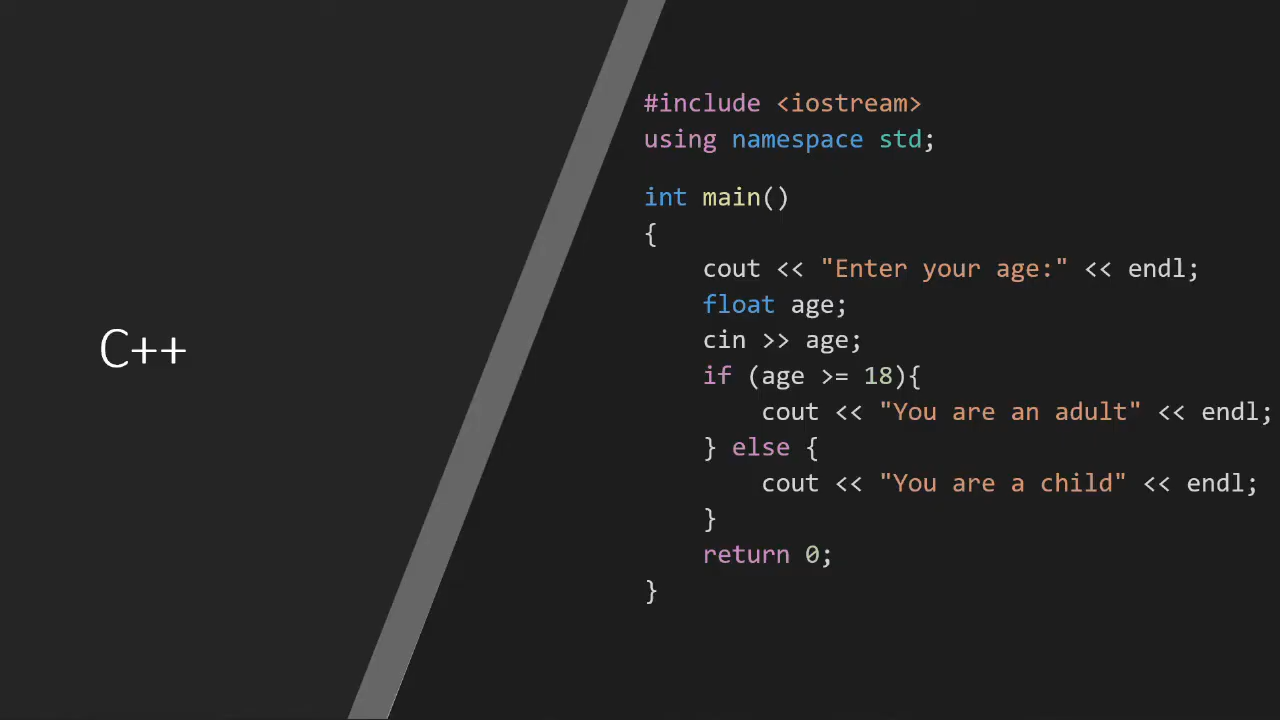 C++
#include <iostream>
using namespace std;
int main()
{
    cout << "Enter your age:" << endl;
    float age;
    cin >> age;
    if (age >= 18){
        cout << "You are an adult" << endl;
    } else {
        cout << "You are a child" << endl;
    }
    return 0;
}